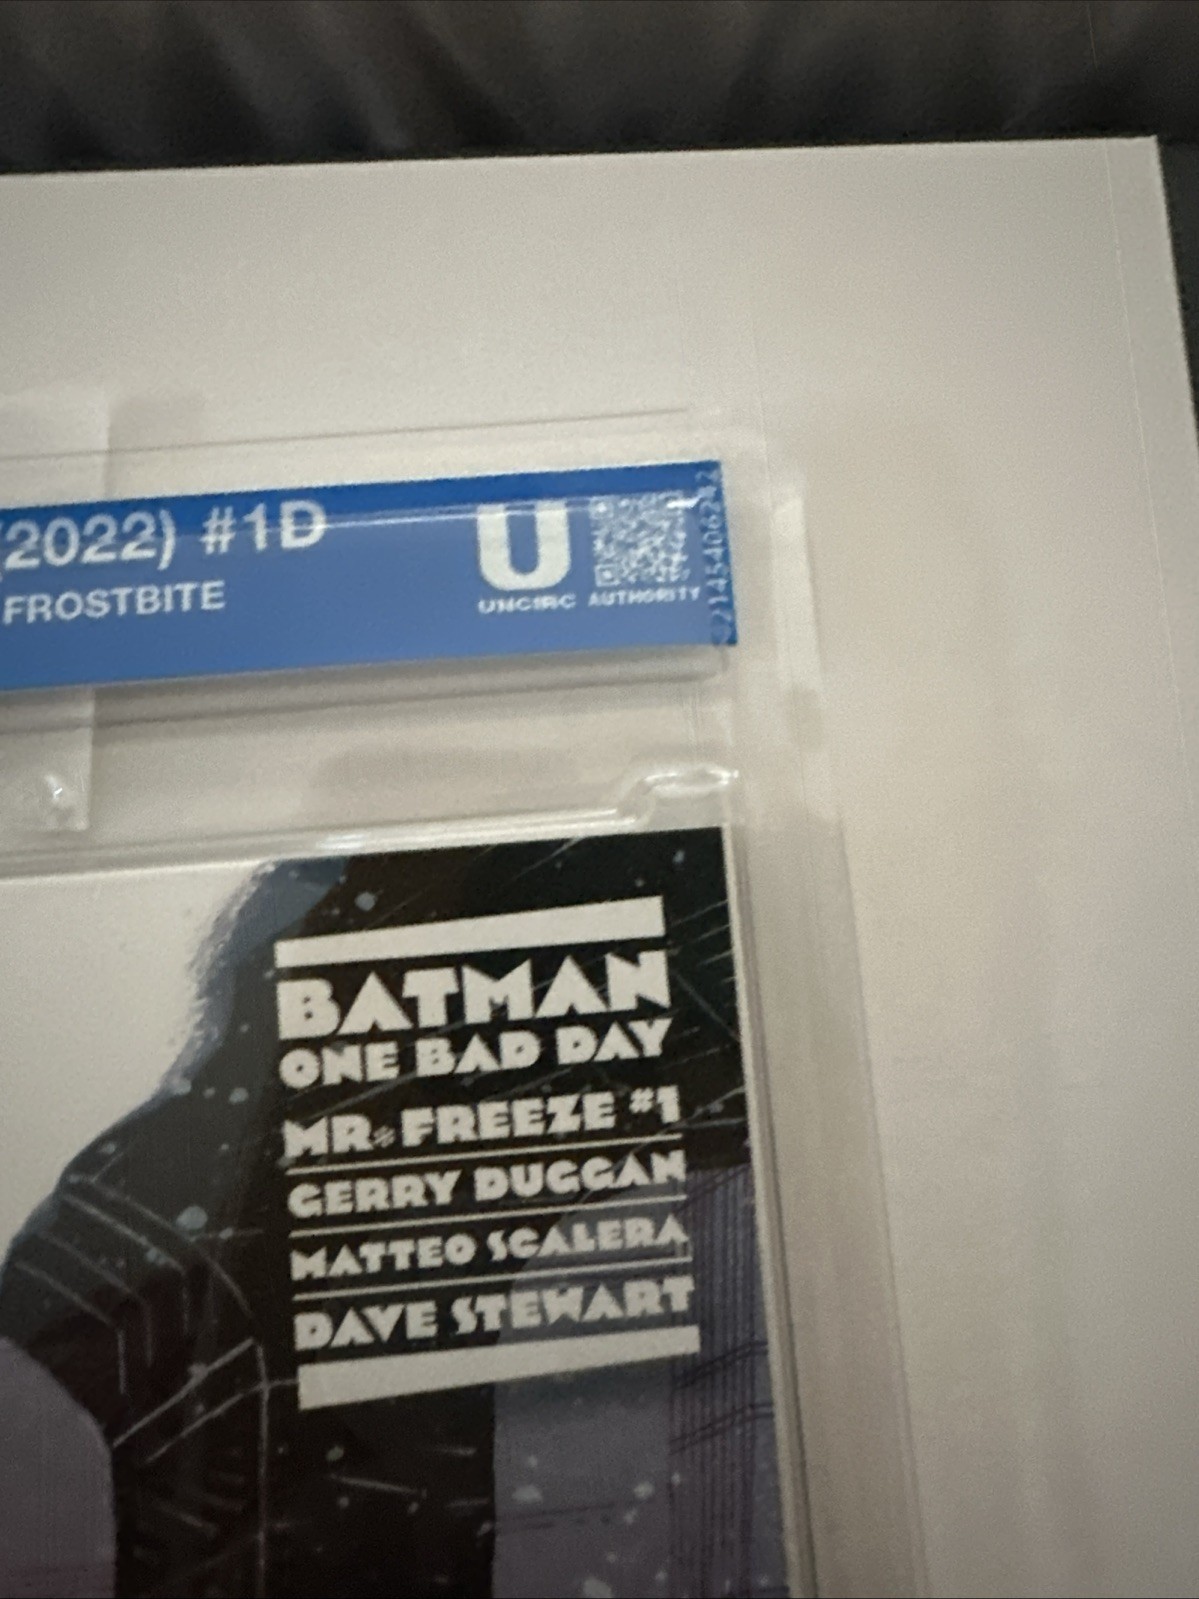 (2022) #1D
FROSTBITE
U
UNCIRC AUTHORITY
BATMAN
ONE BAD DAY
MR. FREEZE #1
GERRY DUGGAN
MATTEO SCALERA
DAVE STEWART